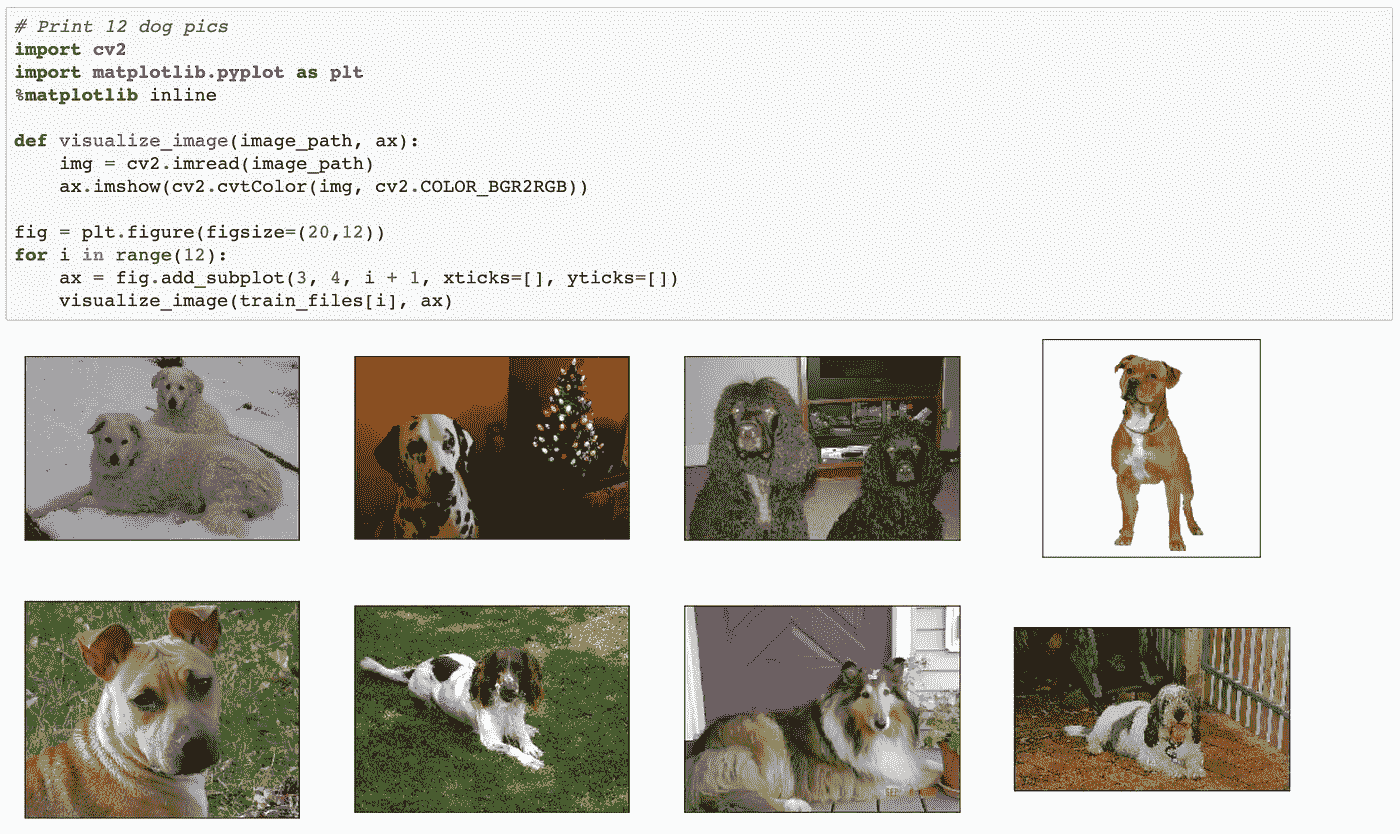 # Print 12 dog pics
import cv2
import matplotlib.pyplot as plt
%matplotlib inline

def visualize_image(image_path, ax):
    img = cv2.imread(image_path)
    ax.imshow(cv2.cvtColor(img, cv2.COLOR_BGR2RGB))

fig = plt.figure(figsize=(20,12))
for i in range(12):
    ax = fig.add_subplot(3, 4, i + 1, xticks=[], yticks=[])
    visualize_image(train_files[i], ax)